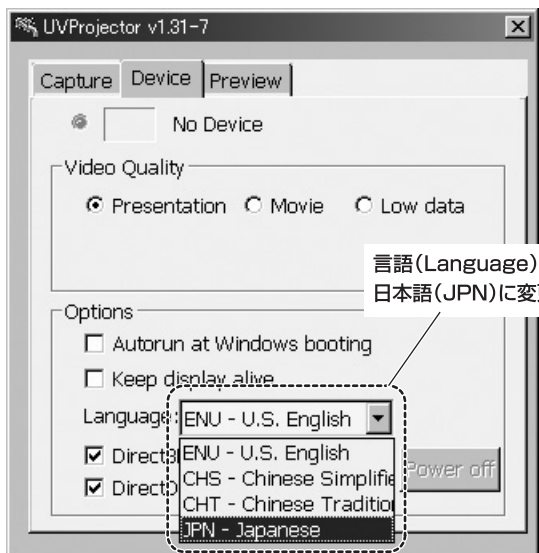 UVProjector v1.31-7
Capture Device Preview
No Device
Video Quality
Presentation Movie Low data
言語(Language)
日本語(JPN)に変
Options
Autorun at Windows booting
Keep display alive
Language: ENU - U.S. English
ENU - U.S. English
CHS - Chinese Simplifie
CHT - Chinese Tradition
JPN - Japanese
Power off